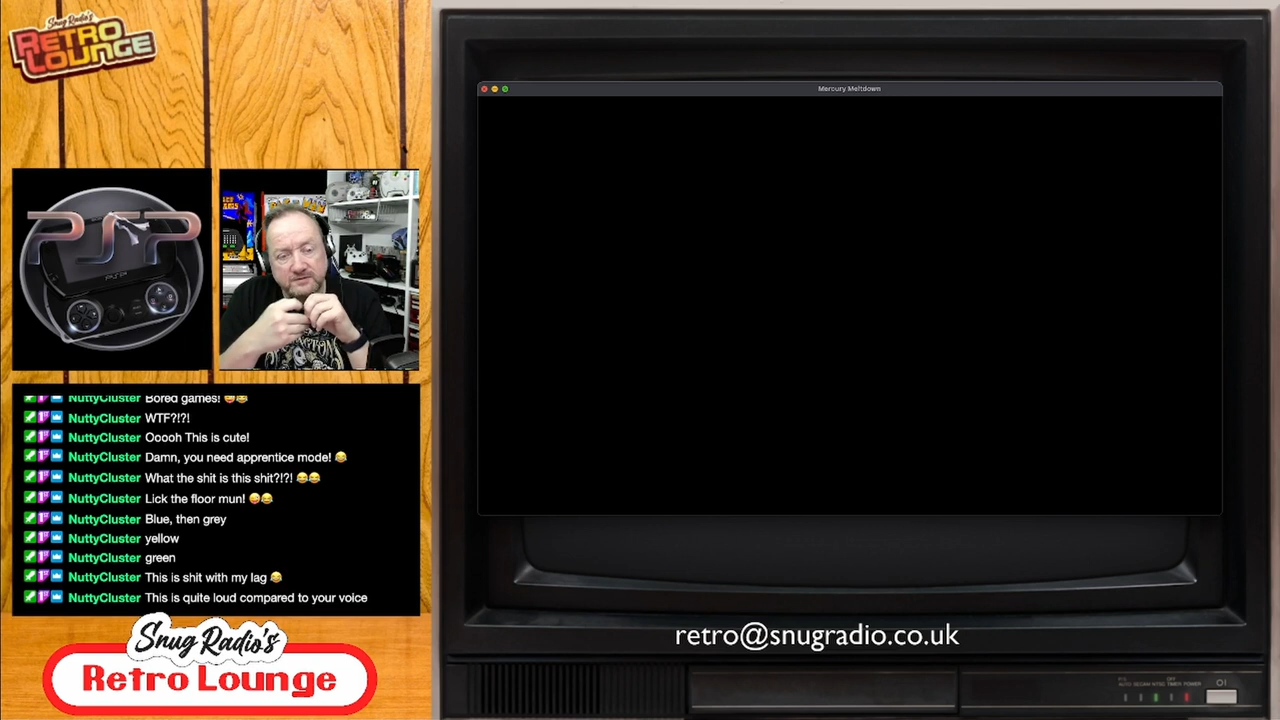 Snug Radio's
RETRO
LOUNGE
Mercury Meltdown
PSP
PSP
NuttyCluster Bored games! 😜😂
NuttyCluster WTF?!?!
NuttyCluster Ooooh This is cute!
NuttyCluster Damn, you need apprentice mode! 😂
NuttyCluster What the shit is this shit?!?! 😂😂
NuttyCluster Lick the floor mun! 😜😂
NuttyCluster Blue, then grey
NuttyCluster yellow
NuttyCluster green
NuttyCluster This is shit with my lag 😂
NuttyCluster This is quite loud compared to your voice
Snug Radio's
Retro Lounge
retro@snugradio.co.uk
TIMER POWER